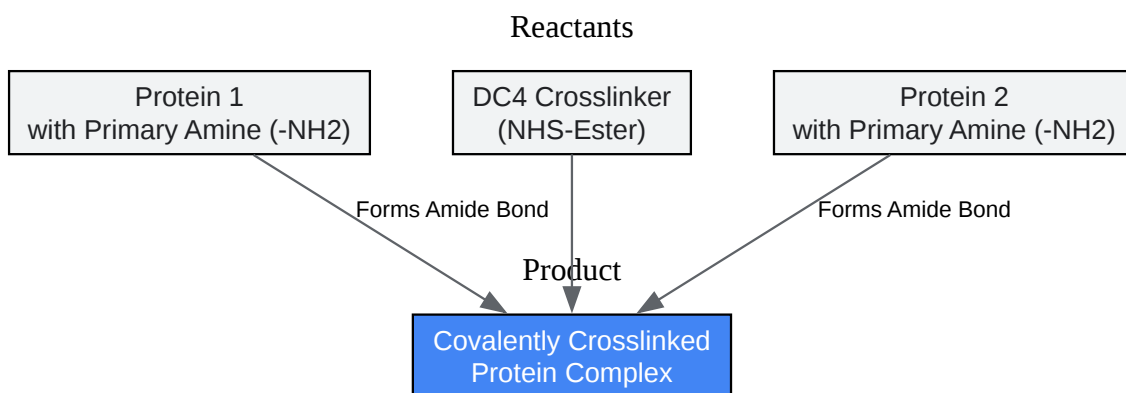 Reactants
Protein 1
with Primary Amine (-NH2)
DC4 Crosslinker
(NHS-Ester)
Protein 2
with Primary Amine (-NH2)
Forms Amide Bond
Forms Amide Bond
Product
Covalently Crosslinked
Protein Complex